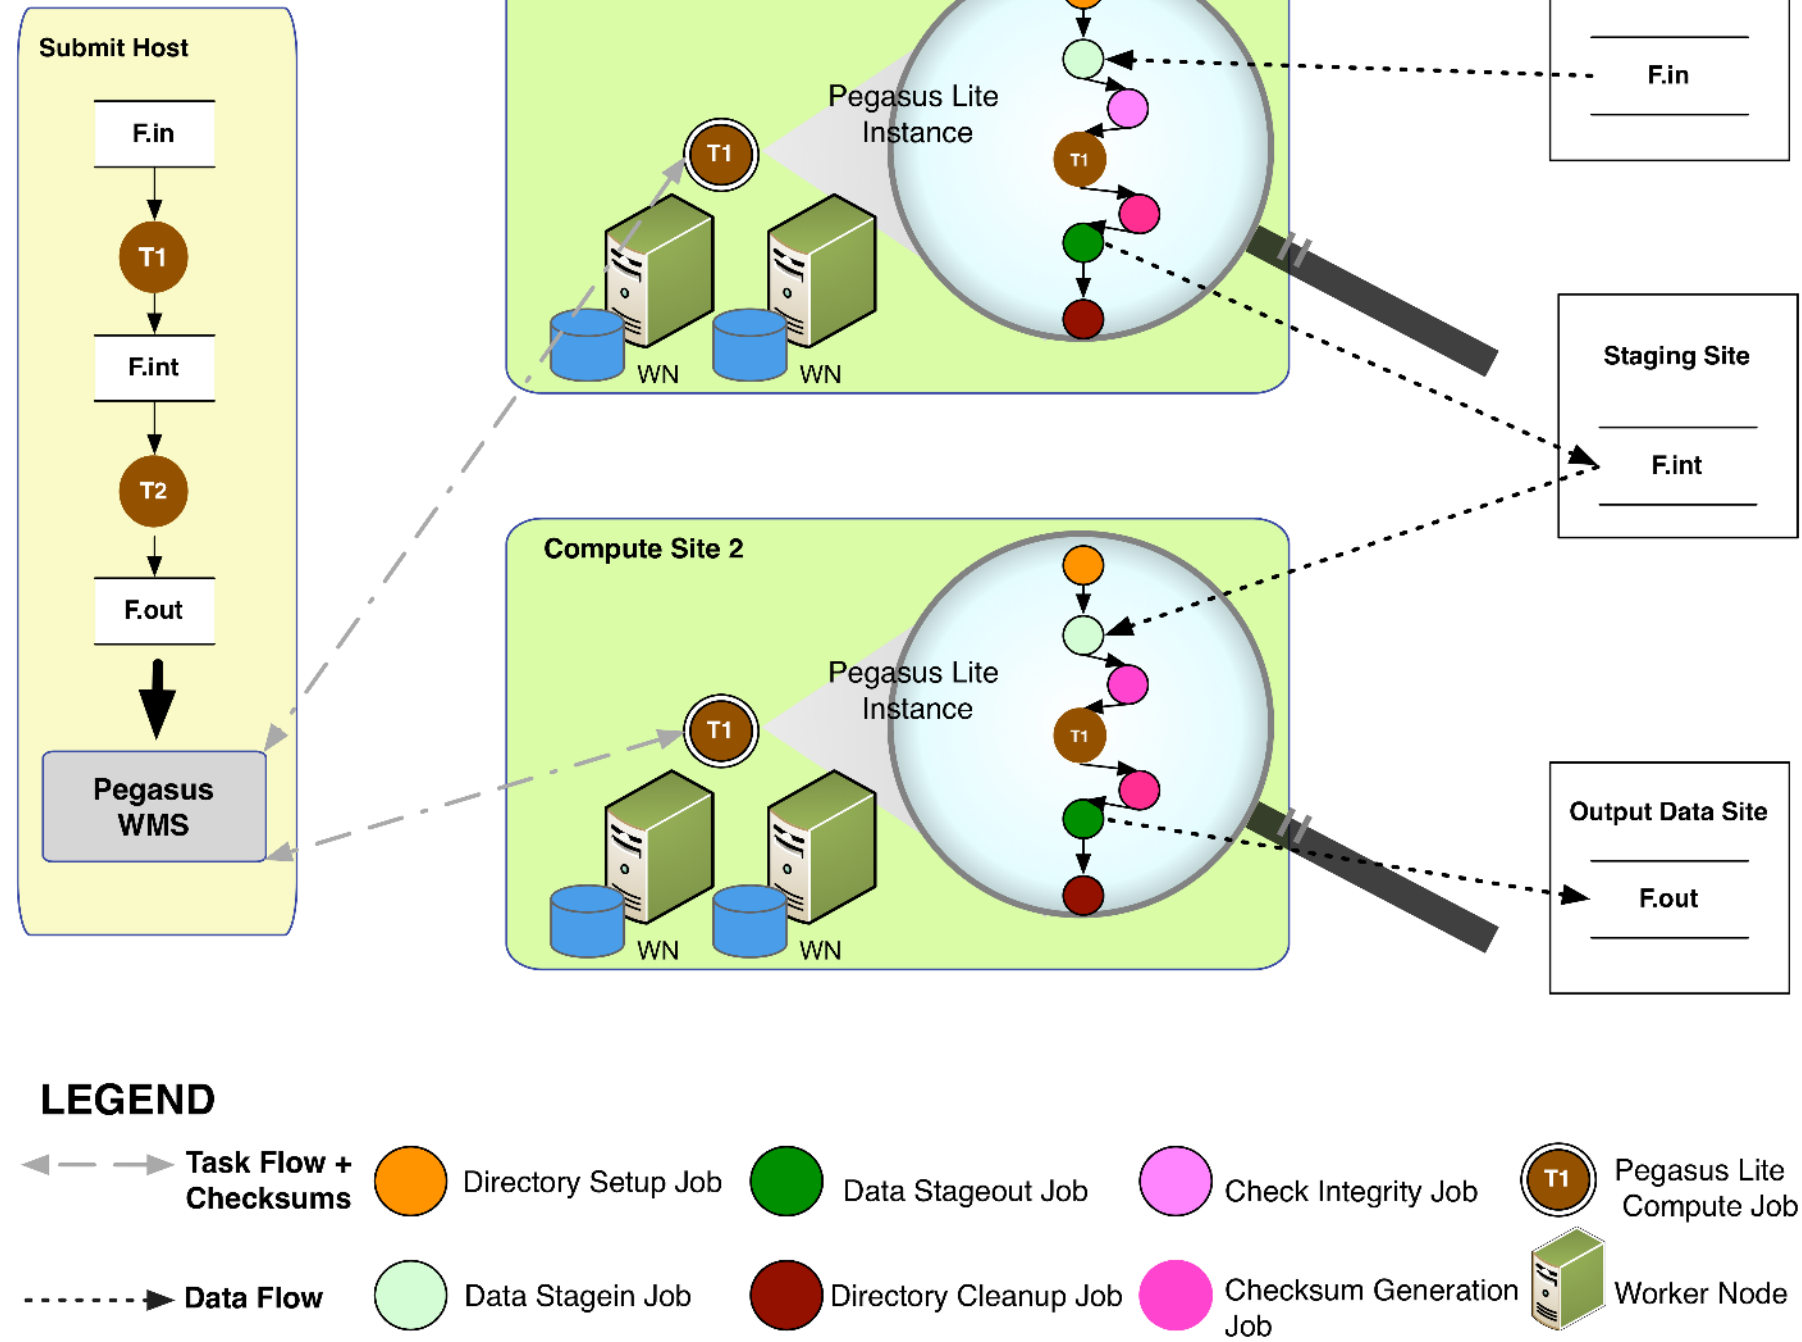 Submit Host
F.in
T1
F.int
T2
F.out
Pegasus
WMS
Pegasus Lite
Instance
T1
T1
WN
WN
F.in
Staging Site
F.int
Compute Site 2
Pegasus Lite
Instance
T1
T1
WN
WN
Output Data Site
F.out
LEGEND
Task Flow +
Checksums
Directory Setup Job
Data Stageout Job
Check Integrity Job
T1
Pegasus Lite
Compute Job
Data Flow
Data Stagein Job
Directory Cleanup Job
Checksum Generation
Job
Worker Node